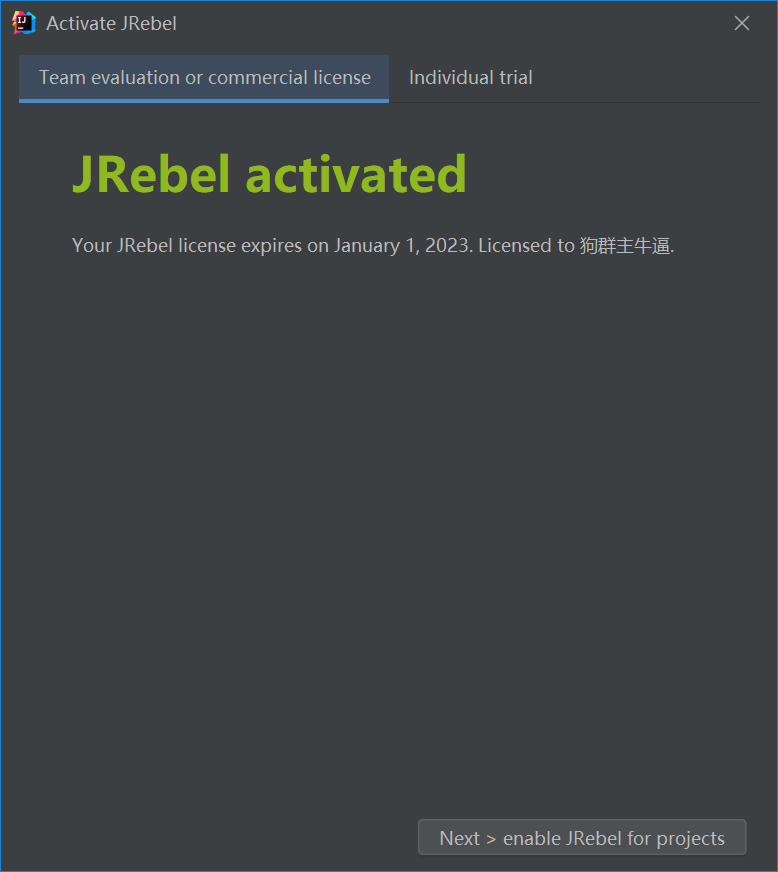 Activate JRebel
Team evaluation or commercial license
Individual trial
JRebel activated
Your JRebel license expires on January 1, 2023. Licensed to 狗群主牛逼.
Next > enable JRebel for projects